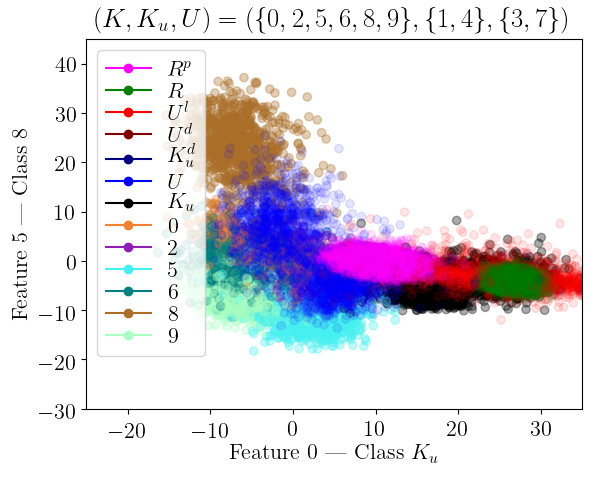 (K, K_u, U) = ({0, 2, 5, 6, 8, 9}, {1, 4}, {3, 7})
Feature 5 — Class 8
40
30
20
10
0
−10
−20
−30
R^p
R
U^l
U^d
K_u^d
U
K_u
0
2
5
6
8
9
−20 −10 0 10 20 30
Feature 0 — Class K_u